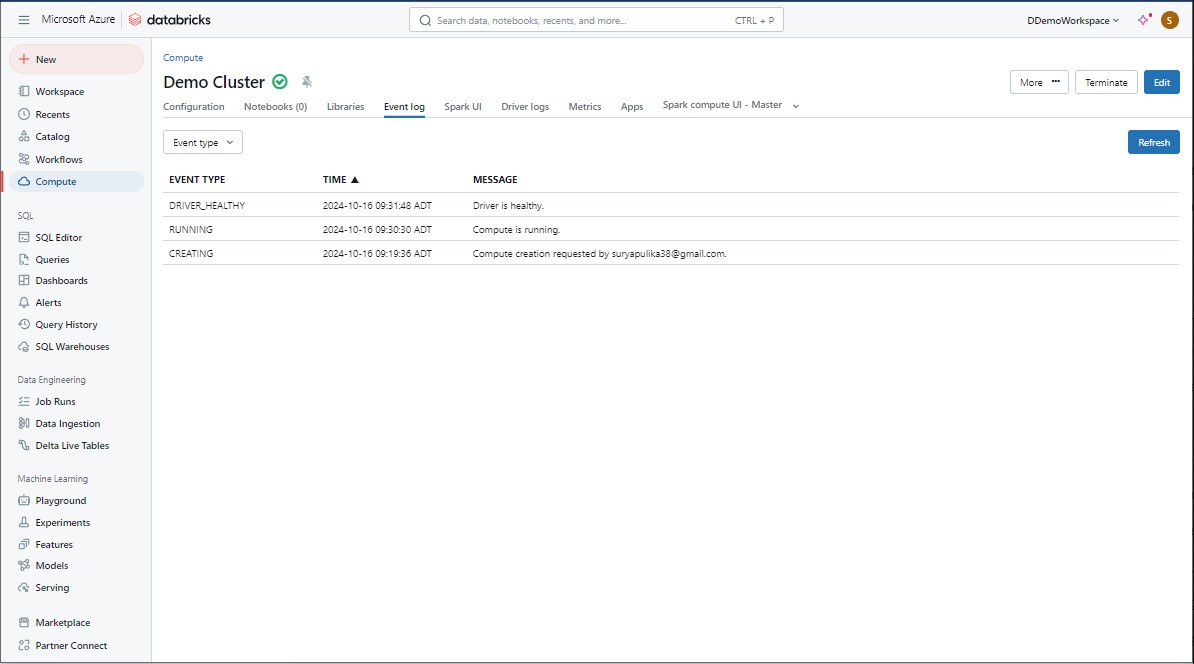 Microsoft Azure databricks Search data, notebooks, recents, and more... CTRL + P DDemoWorkspace S
New
Workspace
Recents
Catalog
Workflows
Compute
SQL
SQL Editor
Queries
Dashboards
Alerts
Query History
SQL Warehouses
Data Engineering
Job Runs
Data Ingestion
Delta Live Tables
Machine Learning
Playground
Experiments
Features
Models
Serving
Marketplace
Partner Connect
Compute
Demo Cluster More Terminate Edit
Configuration Notebooks (0) Libraries Event log Spark UI Driver logs Metrics Apps Spark compute UI - Master
Event type Refresh
EVENT TYPE TIME ▲ MESSAGE
DRIVER_HEALTHY 2024-10-16 09:31:48 ADT Driver is healthy.
RUNNING 2024-10-16 09:30:30 ADT Compute is running.
CREATING 2024-10-16 09:19:36 ADT Compute creation requested by suryapulika38@gmail.com.